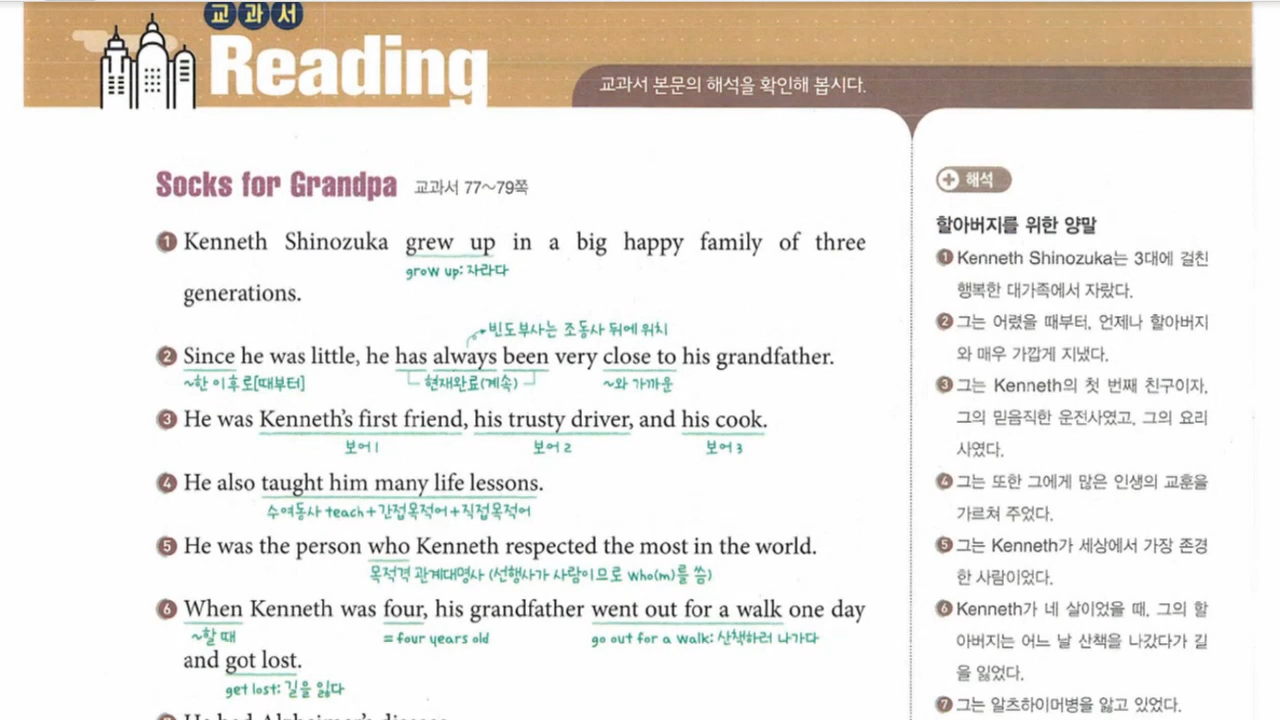 교과서
Reading
교과서 본문의 해석을 확인해 봅시다.
Socks for Grandpa 교과서 77~79쪽
1 Kenneth Shinozuka grew up in a big happy family of three
grow up: 자라다
generations.
빈도부사는 조동사 뒤에 위치
2 Since he was little, he has always been very close to his grandfather.
~한 이후로[때부터] 현재완료(계속) ~와 가까운
3 He was Kenneth's first friend, his trusty driver, and his cook.
보어 1 보어 2 보어 3
4 He also taught him many life lessons.
수여동사 teach+간접목적어+직접목적어
5 He was the person who Kenneth respected the most in the world.
목적격 관계대명사 (선행사가 사람이므로 who(m)를 씀)
6 When Kenneth was four, his grandfather went out for a walk one day
~할 때 = four years old go out for a walk: 산책하러 나가다
and got lost.
get lost: 길을 잃다
He had Alzheimer's disease
+ 해석
할아버지를 위한 양말
1 Kenneth Shinozuka는 3대에 걸친
행복한 대가족에서 자랐다.
2 그는 어렸을 때부터, 언제나 할아버지
와 매우 가깝게 지냈다.
3 그는 Kenneth의 첫 번째 친구이자,
그의 믿음직한 운전사였고, 그의 요리
사였다.
4 그는 또한 그에게 많은 인생의 교훈을
가르쳐 주었다.
5 그는 Kenneth가 세상에서 가장 존경
한 사람이었다.
6 Kenneth가 네 살이었을 때, 그의 할
아버지는 어느 날 산책을 나갔다가 길
을 잃었다.
7 그는 알츠하이머병을 앓고 있었다.